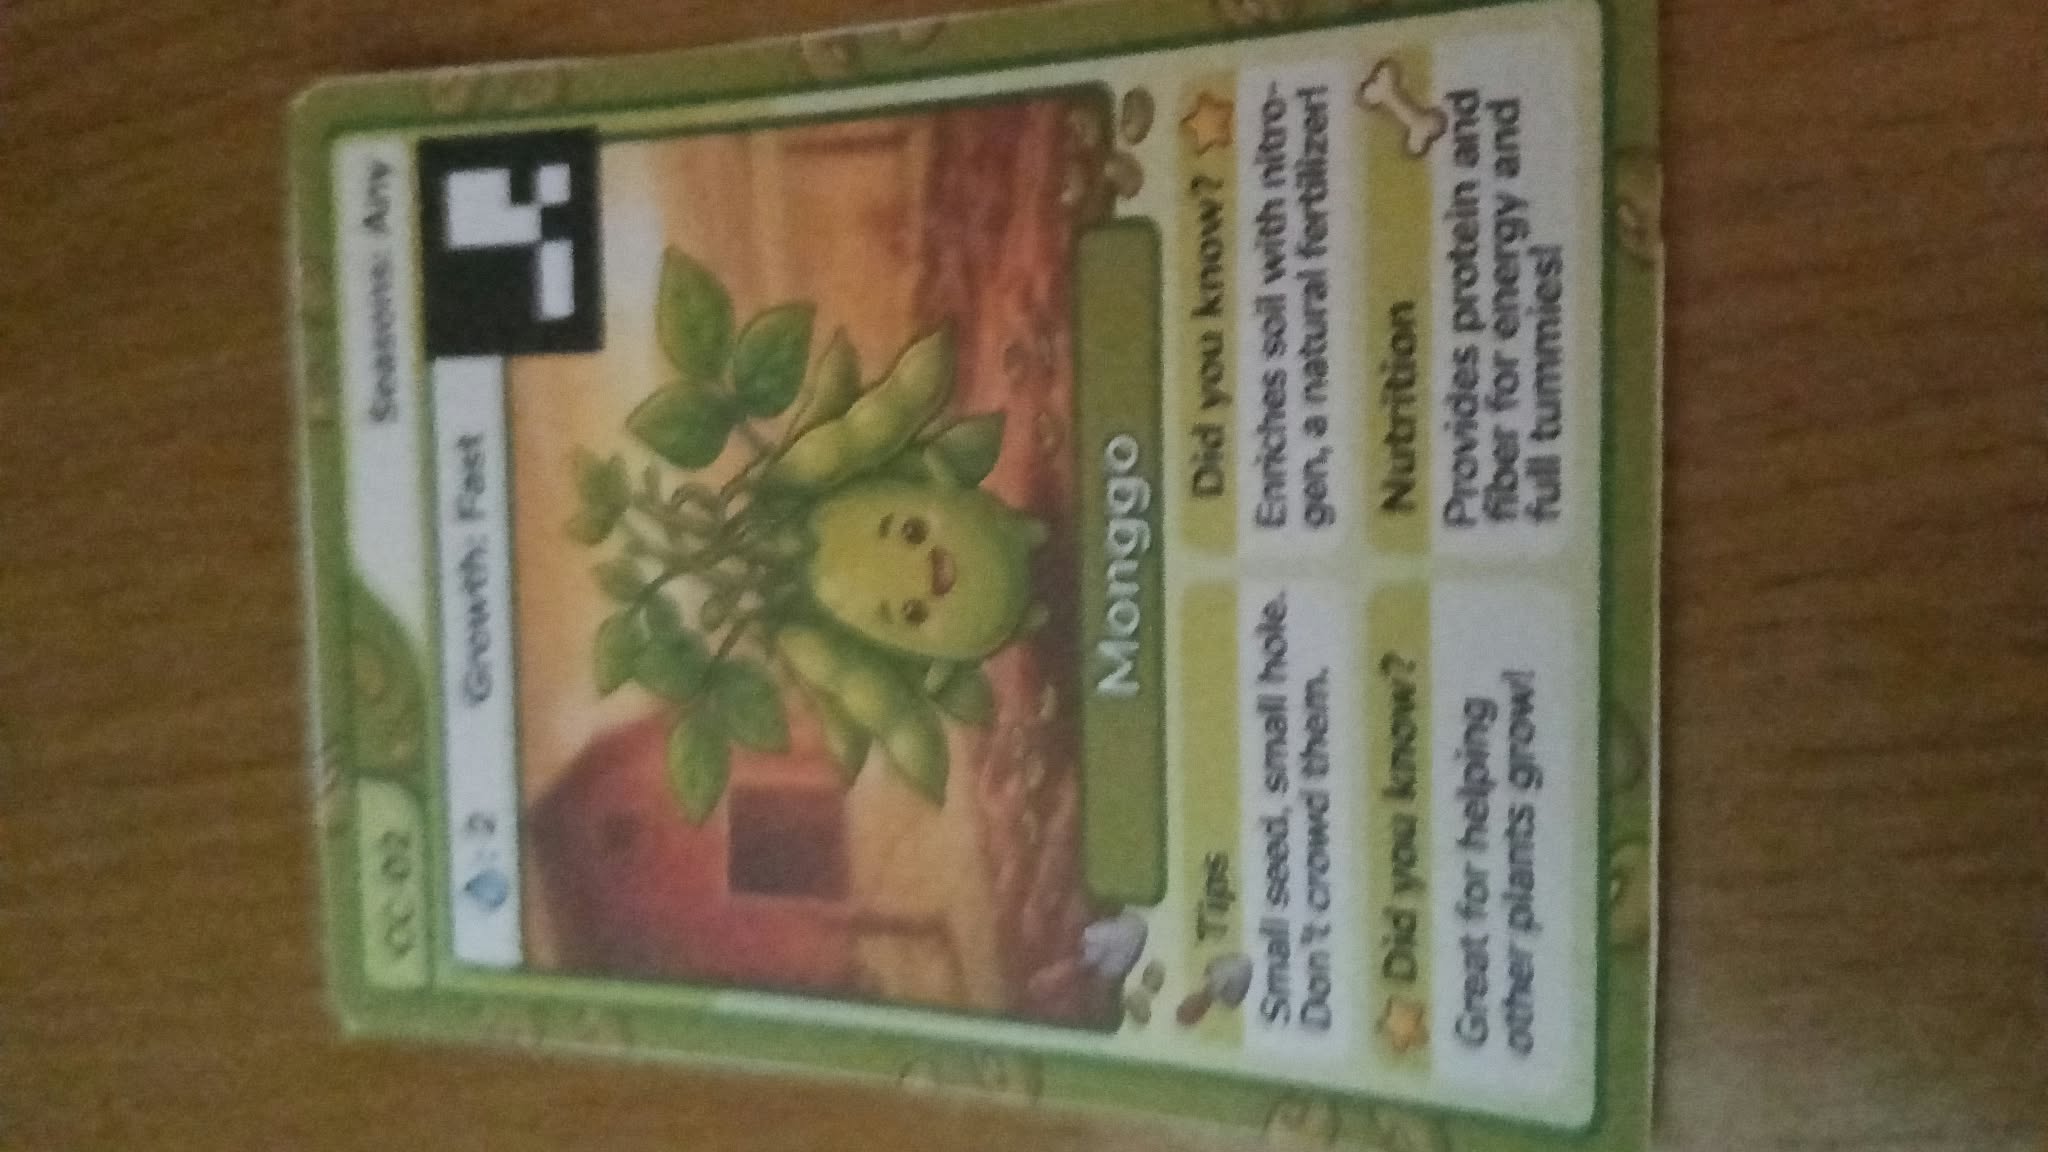 CC 02
Seasons: Any
: 2
Growth: Fast
Monggo
Tips
Small seed, small hole.
Don't crowd them.
Did you know?
Enriches soil with nitro-
gen, a natural fertilizer!
Did you know?
Great for helping
other plants grow!
Nutrition
Provides protein and
fiber for energy and
full tummies!